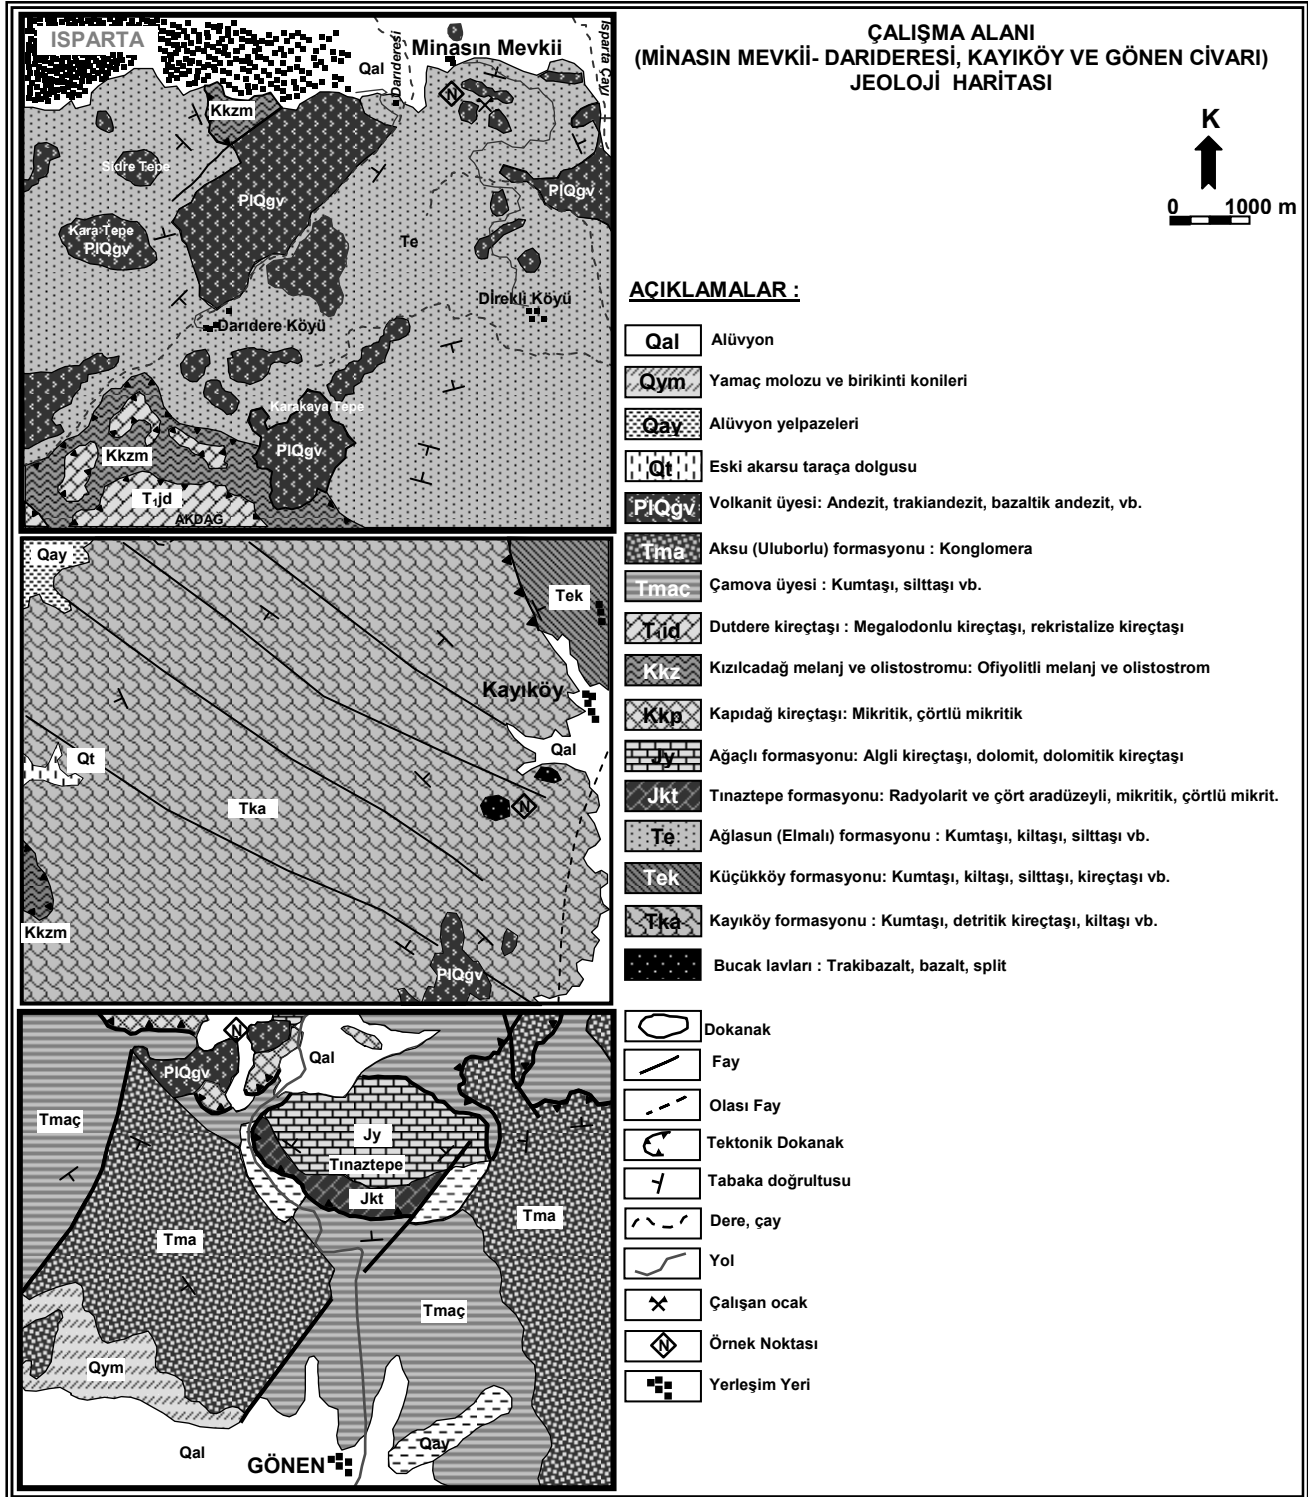 ÇALIŞMA ALANI
(MİNASIN MEVKİİ- DARIDERESİ, KAYIKÖY VE GÖNEN CİVARI)
JEOLOJİ HARİTASI
K
0 1000 m
ISPARTA
Minasın Mevkii
Qal
Darıderesi
Isparta Çayı
N
Kkzm
Sidre Tepe
PlQgv
PlQgv
Kara Tepe
PlQgv
Te
Direkli Köyü
Darıdere Köyü
Karakaya Tepe
PlQgv
Kkzm
T₁jd
AKDAĞ
Qay
Tek
Kayıköy
Qal
Qt
Tka
N
Kkzm
PlQgv
N
Qal
PlQgv
Tmaç
Jy
Tınaztepe
Jkt
Tma
Tma
Tmaç
Qym
Qal
Qay
GÖNEN
AÇIKLAMALAR :
Qal Alüvyon
Qym Yamaç molozu ve birikinti konileri
Qay Alüvyon yelpazeleri
Qt Eski akarsu taraça dolgusu
PlQgv Volkanit üyesi: Andezit, trakiandezit, bazaltik andezit, vb.
Tma Aksu (Uluborlu) formasyonu : Konglomera
Tmaç Çamova üyesi : Kumtaşı, silttaşı vb.
T₁jd Dutdere kireçtaşı : Megalodonlu kireçtaşı, rekristalize kireçtaşı
Kkz Kızılcadağ melanj ve olistostromu: Ofiyolitli melanj ve olistostrom
Kkp Kapıdağ kireçtaşı: Mikritik, çörtlü mikritik
Jy Ağaçlı formasyonu: Algli kireçtaşı, dolomit, dolomitik kireçtaşı
Jkt Tınaztepe formasyonu: Radyolarit ve çört aradüzeyli, mikritik, çörtlü mikrit.
Te Ağlasun (Elmalı) formasyonu : Kumtaşı, kiltaşı, silttaşı vb.
Tek Küçükköy formasyonu: Kumtaşı, kiltaşı, silttaşı, kireçtaşı vb.
Tka Kayıköy formasyonu : Kumtaşı, detritik kireçtaşı, kiltaşı vb.
Bucak lavları : Trakibazalt, bazalt, split
Dokanak
Fay
Olası Fay
Tektonik Dokanak
Tabaka doğrultusu
Dere, çay
Yol
Çalışan ocak
N Örnek Noktası
Yerleşim Yeri